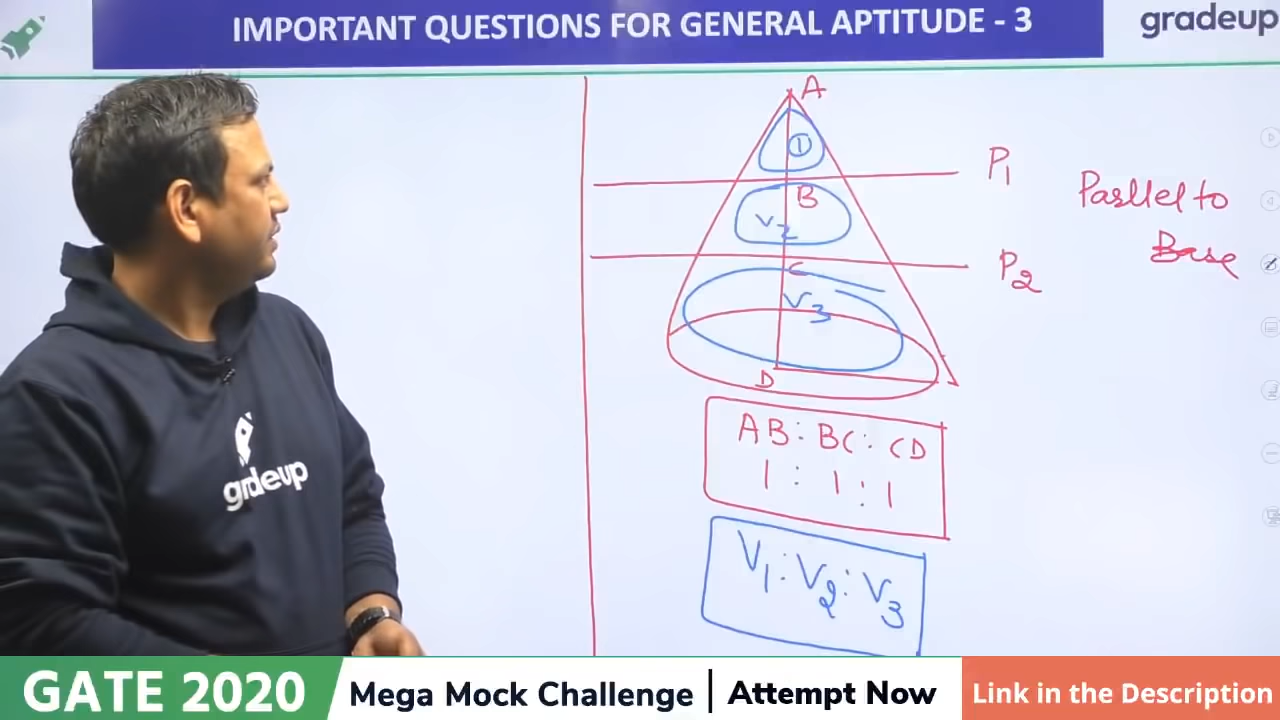 IMPORTANT QUESTIONS FOR GENERAL APTITUDE - 3
gradeup
A
1
P1
B
Parllel to
Base
V2
C
P2
V3
D
AB : BC : CD
1 : 1 : 1
V1 : V2 : V3
gradeup
GATE 2020
Mega Mock Challenge | Attempt Now
Link in the Description